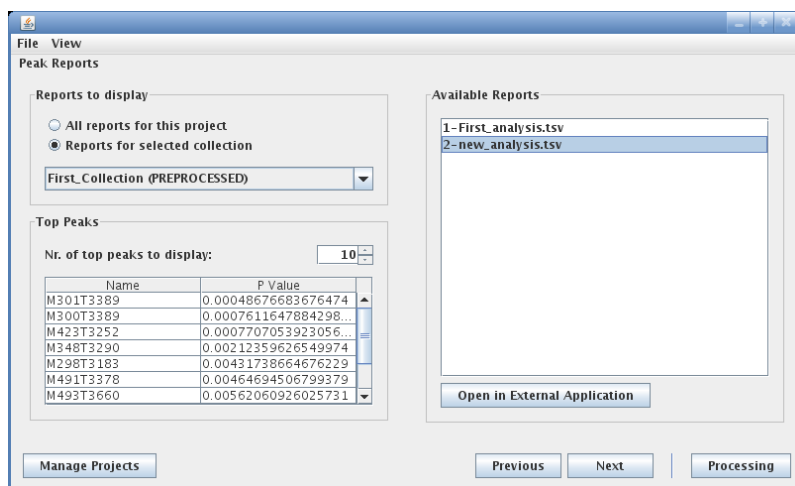 File View
Peak Reports
Reports to display
All reports for this project
Reports for selected collection
First_Collection (PREPROCESSED)
Top Peaks
Nr. of top peaks to display: 10
Name P Value
M301T3389 0.00048676683676474
M300T3389 0.0007611647884298...
M423T3252 0.0007707053923056...
M348T3290 0.00212359626549974
M298T3183 0.00431738664676229
M491T3378 0.00464694506799379
M493T3660 0.00562060926025731
Available Reports
1-First_analysis.tsv
2-new_analysis.tsv
Open in External Application
Manage Projects Previous Next Processing